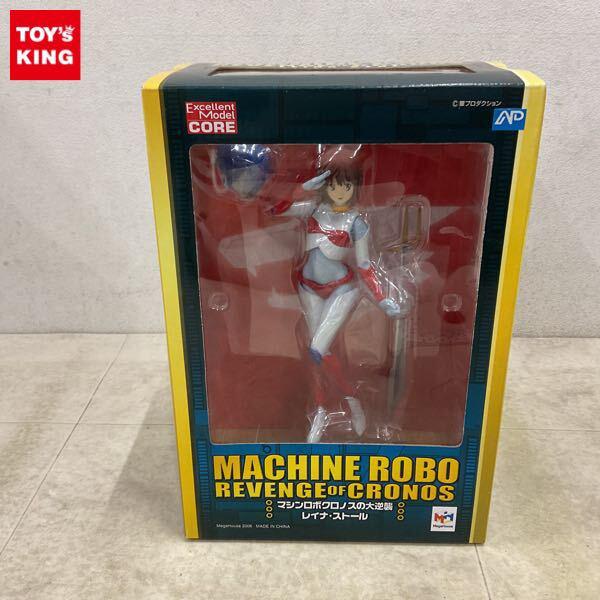 TOY's
KING
Excellent
Model
CORE
©葦プロダクション
AP
MACHINE ROBO
REVENGE OF CRONOS
マシンロボクロノスの大逆襲
レイナ・ストール
MegaHouse 2006 MADE IN CHINA
MegaHouse